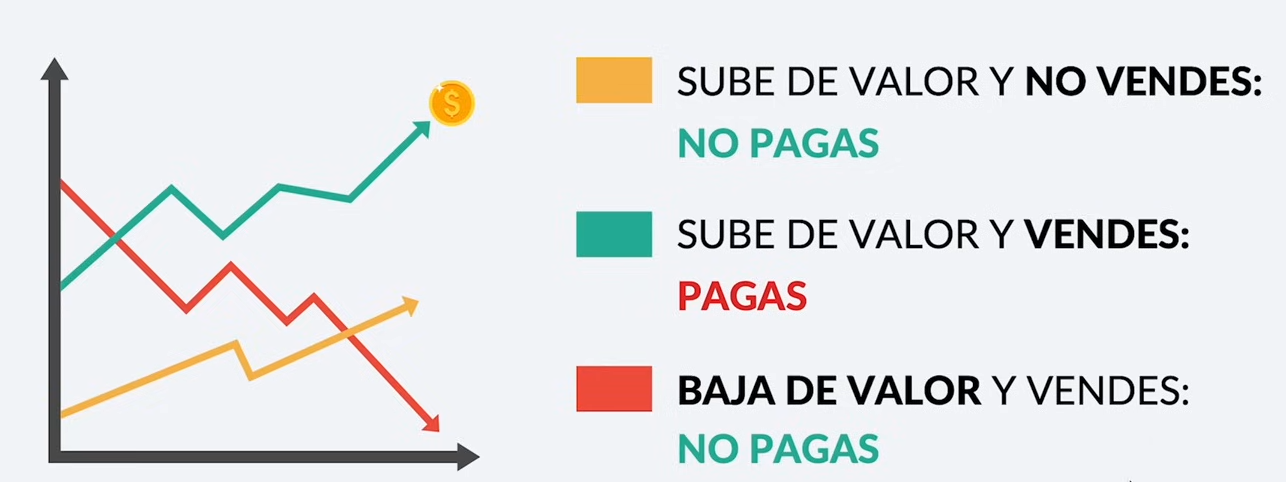 $
SUBE DE VALOR Y NO VENDES:
NO PAGAS
SUBE DE VALOR Y VENDES:
PAGAS
BAJA DE VALOR Y VENDES:
NO PAGAS